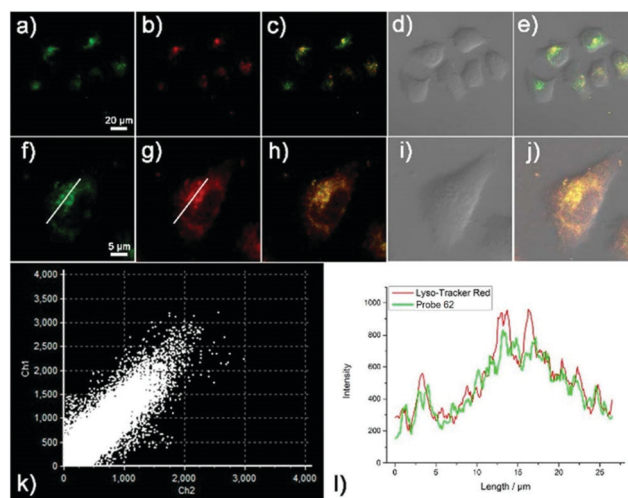 a)
b)
c)
d)
e)
20 µm
f)
g)
h)
i)
j)
5 µm
4,000
3,500
3,000
2,500
2,000
1,500
1,000
500
0
Ch1
0
1,000
2,000
3,000
4,000
Ch2
k)
Lyso-Tracker Red
Probe 62
1000
800
600
400
200
Intensity
0
5
10
15
20
25
Length / µm
l)